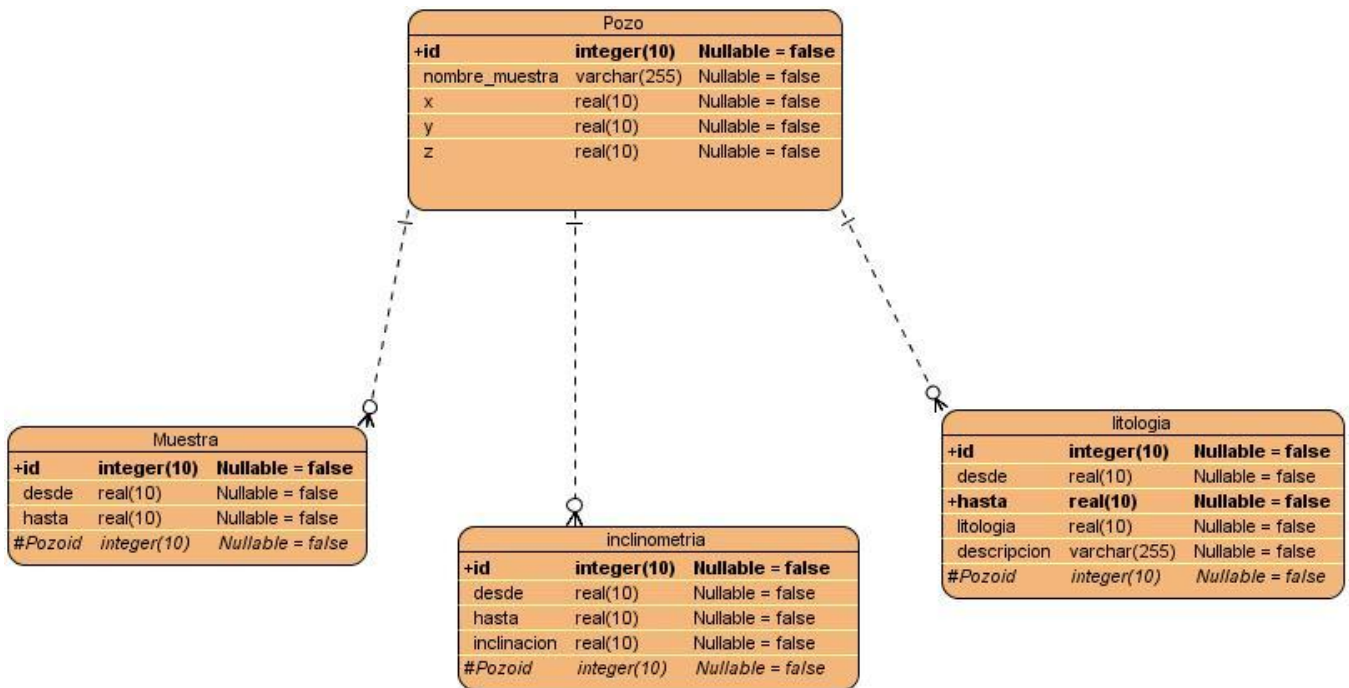 Pozo
+id integer(10) Nullable = false
nombre_muestra varchar(255) Nullable = false
x real(10) Nullable = false
y real(10) Nullable = false
z real(10) Nullable = false
Muestra
+id integer(10) Nullable = false
desde real(10) Nullable = false
hasta real(10) Nullable = false
#Pozoid integer(10) Nullable = false
inclinometria
+id integer(10) Nullable = false
desde real(10) Nullable = false
hasta real(10) Nullable = false
inclinacion real(10) Nullable = false
#Pozoid integer(10) Nullable = false
litologia
+id integer(10) Nullable = false
desde real(10) Nullable = false
+hasta real(10) Nullable = false
litologia real(10) Nullable = false
descripcion varchar(255) Nullable = false
#Pozoid integer(10) Nullable = false